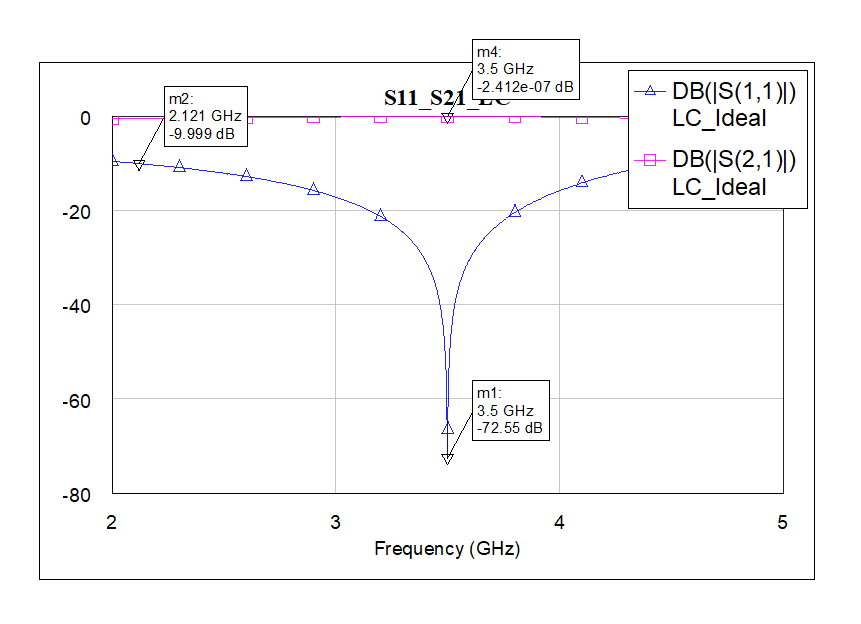 m4:
3.5 GHz
-2.412e-07 dB
S11_S21_LC
m2:
2.121 GHz
-9.999 dB
DB(|S(1,1)|)
LC_Ideal
DB(|S(2,1)|)
LC_Ideal
0
-20
-40
-60
-80
m1:
3.5 GHz
-72.55 dB
2
3
4
5
Frequency (GHz)